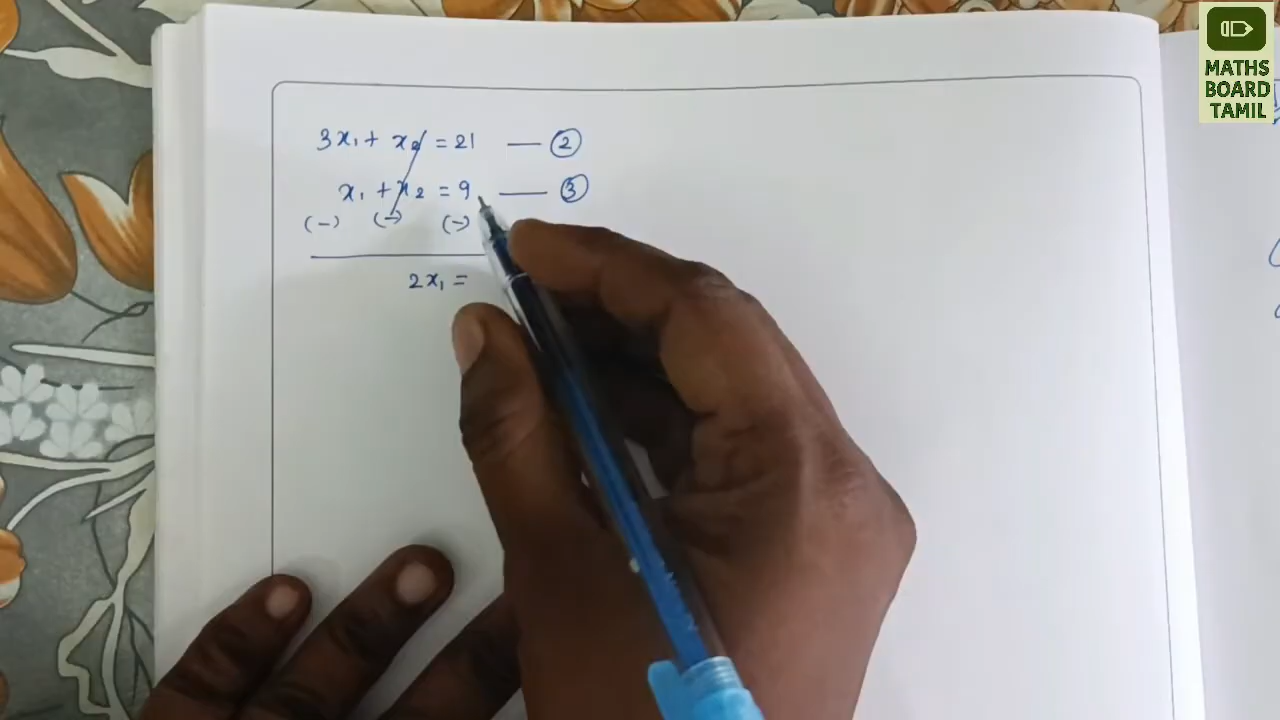 3x₁ + x₂ = 21 — ②
x₁ + x₂ = 9 — ③
(-) (-) (-)
2x₁ =
MATHS
BOARD
TAMIL